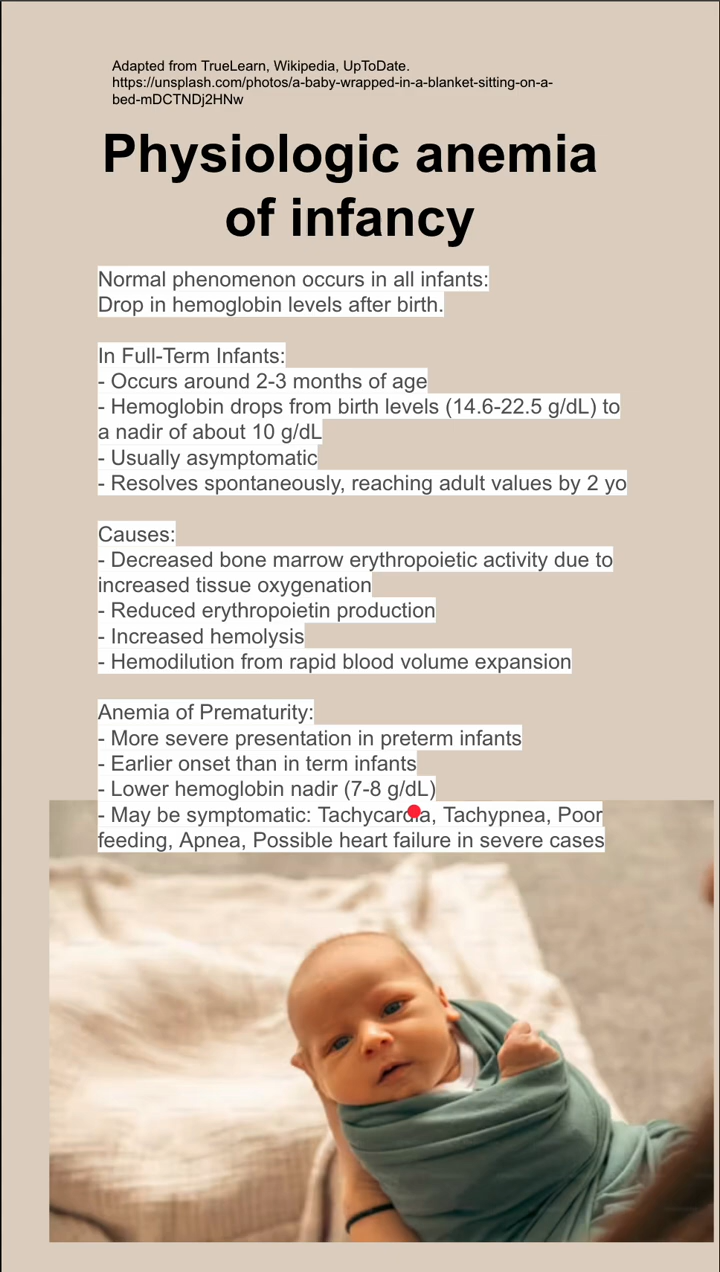 Adapted from TrueLearn, Wikipedia, UpToDate.
https://unsplash.com/photos/a-baby-wrapped-in-a-blanket-sitting-on-a-
bed-mDCTNDj2HNw
Physiologic anemia
of infancy
Normal phenomenon occurs in all infants:
Drop in hemoglobin levels after birth.
In Full-Term Infants:
- Occurs around 2-3 months of age
- Hemoglobin drops from birth levels (14.6-22.5 g/dL) to
a nadir of about 10 g/dL
- Usually asymptomatic
- Resolves spontaneously, reaching adult values by 2 yo
Causes:
- Decreased bone marrow erythropoietic activity due to
increased tissue oxygenation
- Reduced erythropoietin production
- Increased hemolysis
- Hemodilution from rapid blood volume expansion
Anemia of Prematurity:
- More severe presentation in preterm infants
- Earlier onset than in term infants
- Lower hemoglobin nadir (7-8 g/dL)
- May be symptomatic: Tachycardia, Tachypnea, Poor
feeding, Apnea, Possible heart failure in severe cases